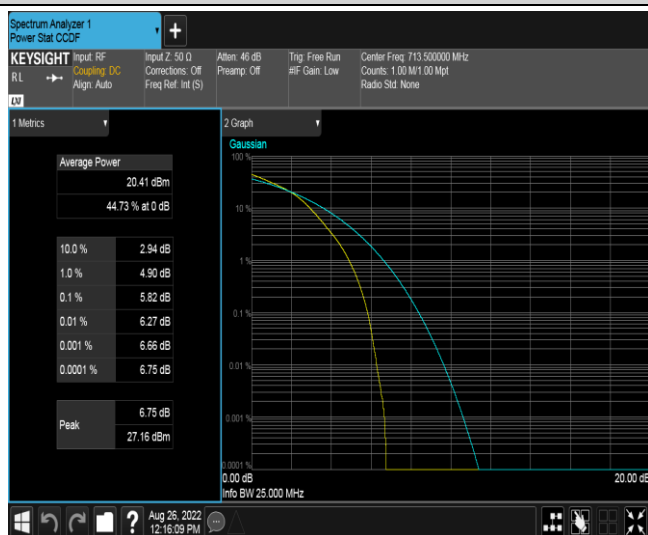 Spectrum Analyzer 1
Power Stat CCDF
+
KEYSIGHT
RL
LXI
Input: RF
Coupling: DC
Align: Auto
Input Z: 50 Ω
Corrections: Off
Freq Ref: Int (S)
Atten: 46 dB
Preamp: Off
Trig: Free Run
#IF Gain: Low
Center Freq: 713.500000 MHz
Counts: 1.00 M/1.00 Mpt
Radio Std: None
1 Metrics
Average Power
20.41 dBm
44.73 % at 0 dB
10.0 % 2.94 dB
1.0 % 4.90 dB
0.1 % 5.82 dB
0.01 % 6.27 dB
0.001 % 6.66 dB
0.0001 % 6.75 dB
Peak
6.75 dB
27.16 dBm
2 Graph
Gaussian
100 %
10 %
1 %
0.1 %
0.01 %
0.001 %
0.0001 %
0.00 dB
20.00 dB
Info BW 25.000 MHz
?
Aug 26, 2022
12:16:09 PM